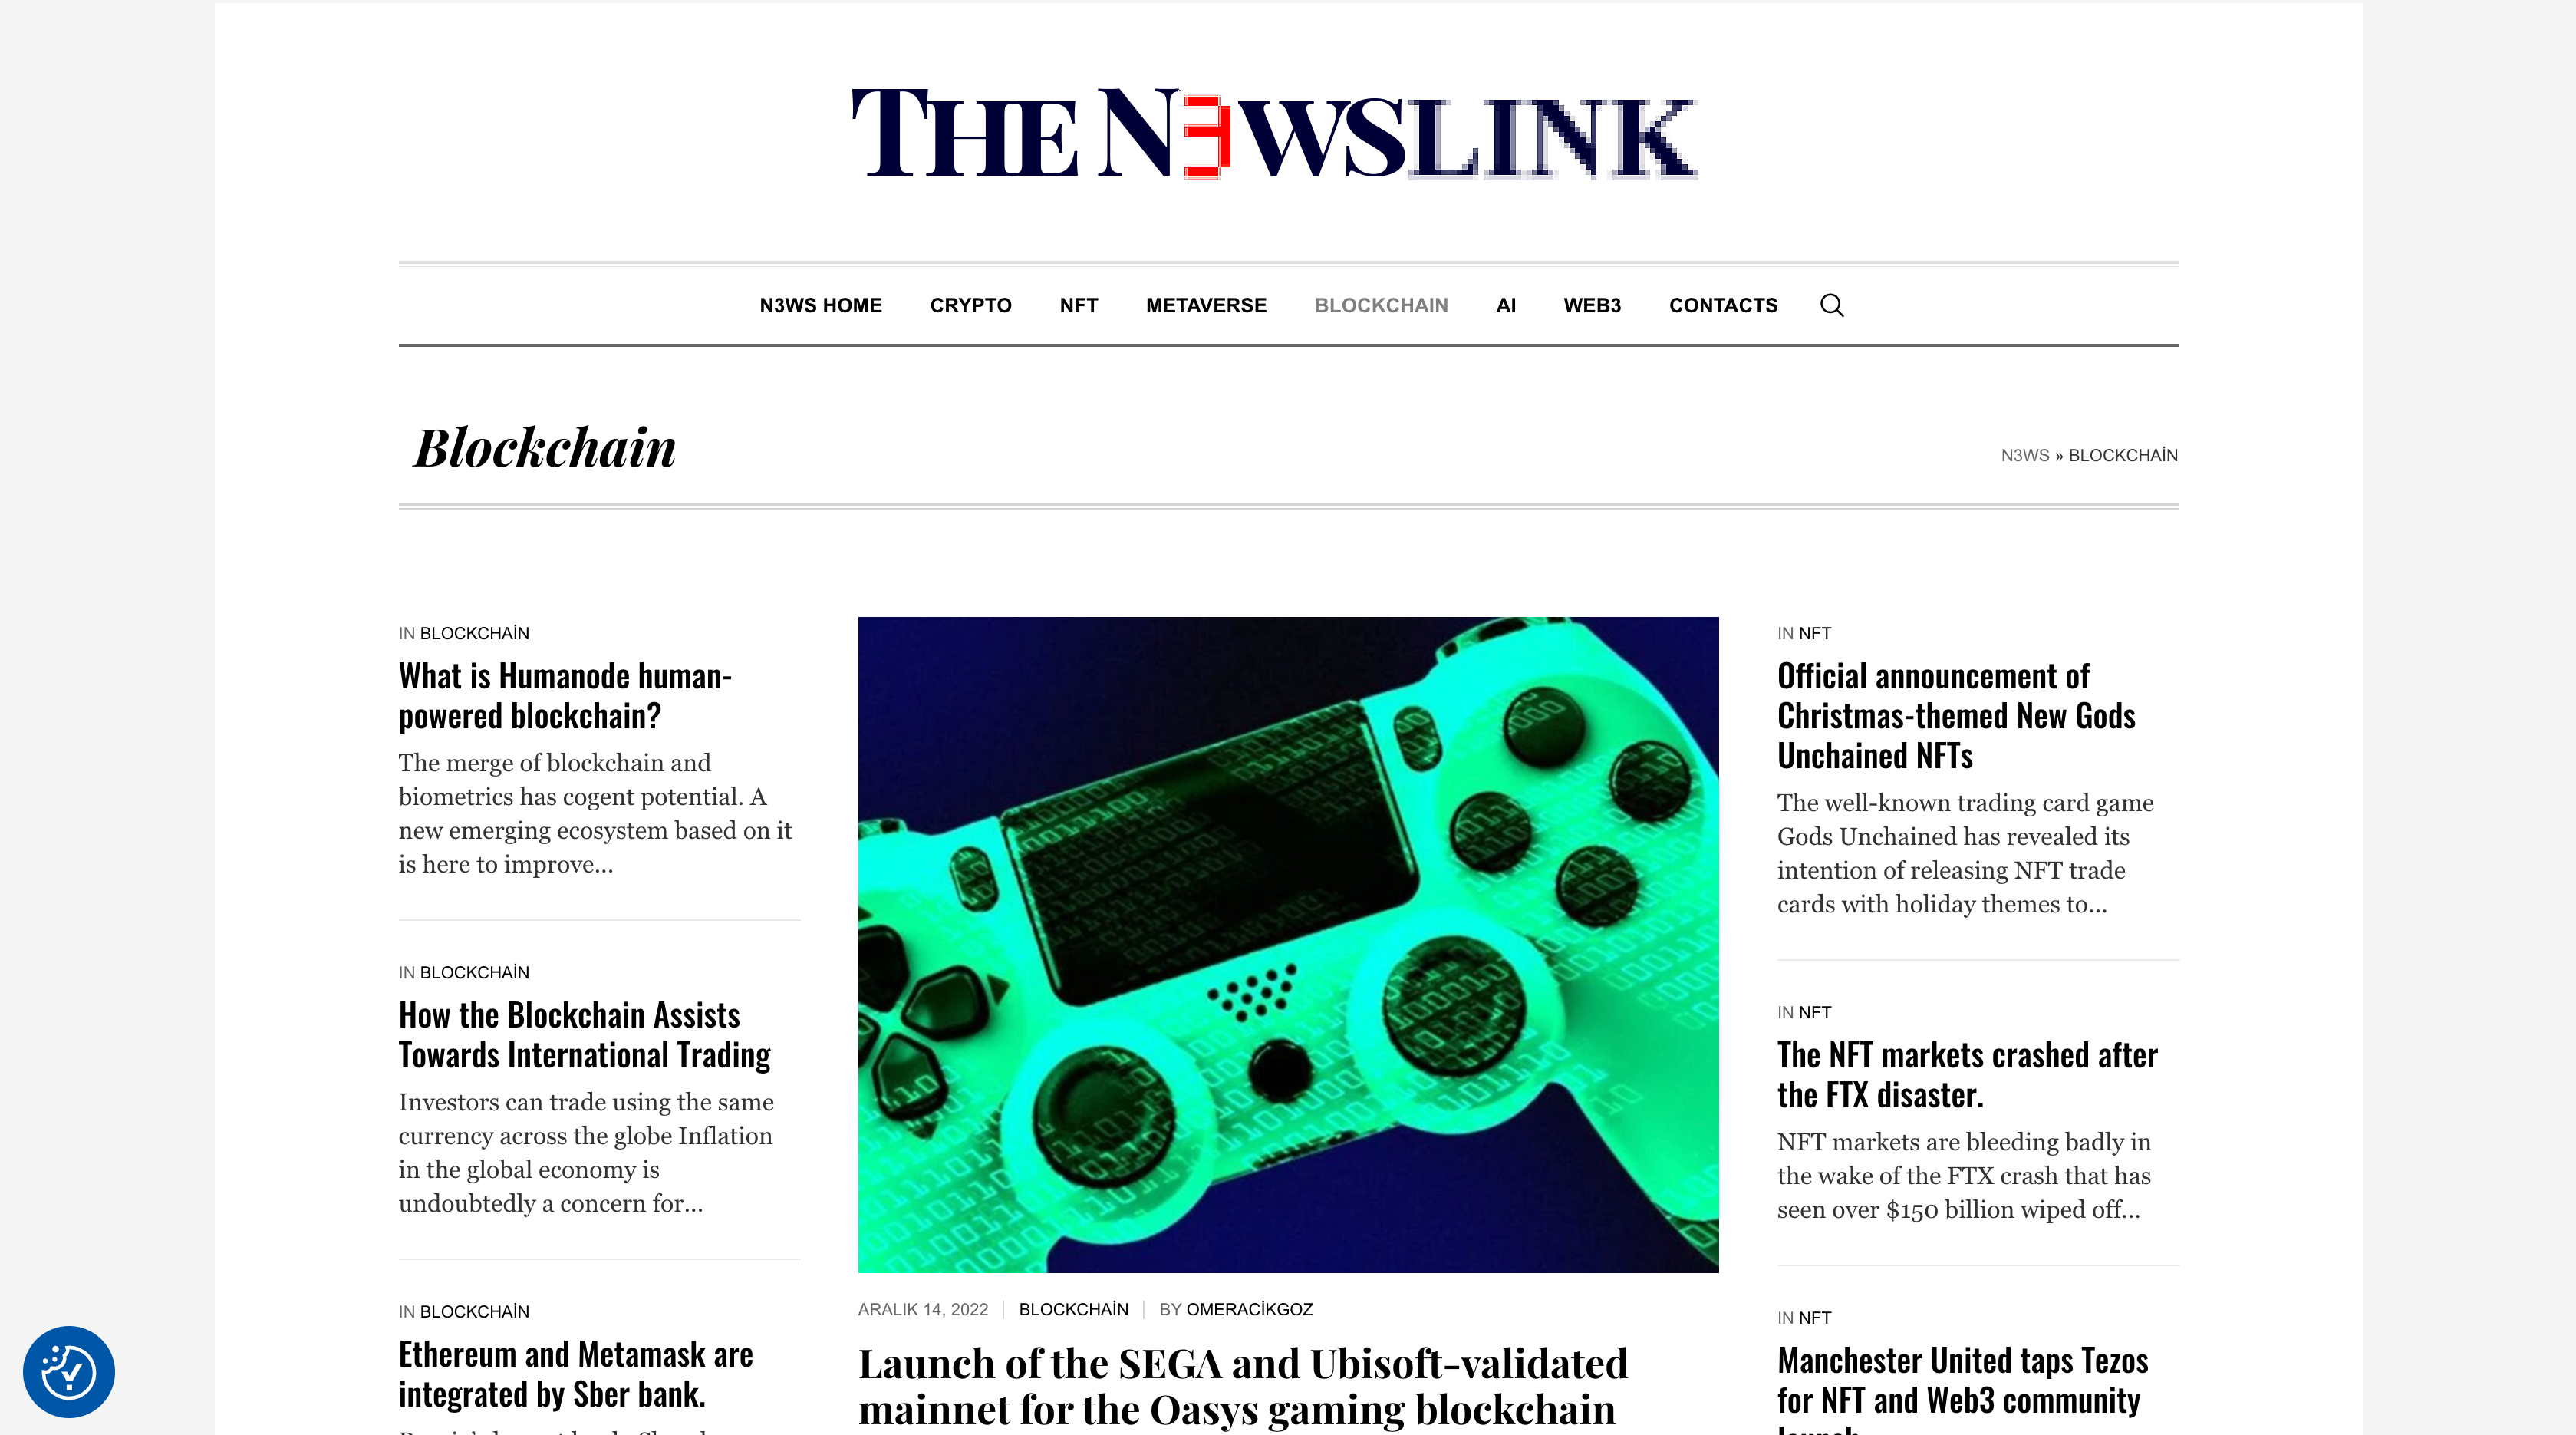 THE N3WSLINK
N3WS HOME CRYPTO NFT METAVERSE BLOCKCHAIN AI WEB3 CONTACTS
Blockchain
N3WS » BLOCKCHAİN
IN BLOCKCHAİN
What is Humanode human-
powered blockchain?
The merge of blockchain and
biometrics has cogent potential. A
new emerging ecosystem based on it
is here to improve...
IN BLOCKCHAİN
How the Blockchain Assists
Towards International Trading
Investors can trade using the same
currency across the globe Inflation
in the global economy is
undoubtedly a concern for...
IN BLOCKCHAİN
Ethereum and Metamask are
integrated by Sber bank.
ARALIK 14, 2022 | BLOCKCHAİN | BY OMERACİKGOZ
Launch of the SEGA and Ubisoft-validated
mainnet for the Oasys gaming blockchain
IN NFT
Official announcement of
Christmas-themed New Gods
Unchained NFTs
The well-known trading card game
Gods Unchained has revealed its
intention of releasing NFT trade
cards with holiday themes to...
IN NFT
The NFT markets crashed after
the FTX disaster.
NFT markets are bleeding badly in
the wake of the FTX crash that has
seen over $150 billion wiped off...
IN NFT
Manchester United taps Tezos
for NFT and Web3 community